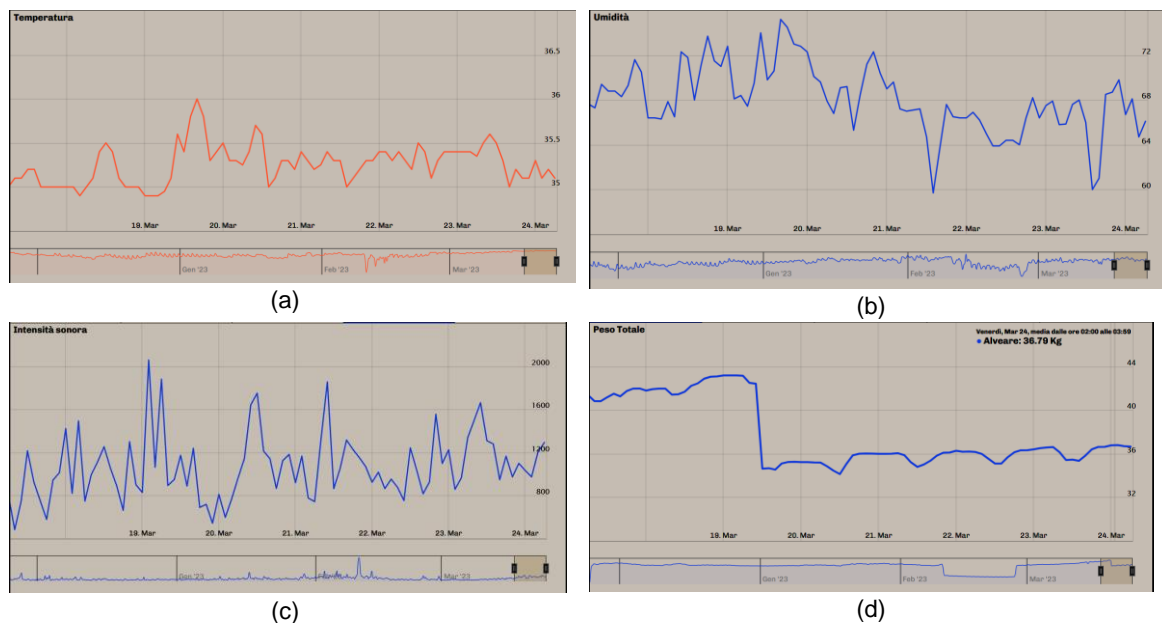 Temperatura
36.5
36
35.5
35
19. Mar
20. Mar
21. Mar
22. Mar
23. Mar
24. Mar
Gen '23
Feb '23
Mar '23
(a)
Umidità
72
68
64
60
19. Mar
20. Mar
21. Mar
22. Mar
23. Mar
24. Mar
Gen '23
Feb '23
Mar '23
(b)
Intensità sonora
2000
1600
1200
800
19. Mar
20. Mar
21. Mar
22. Mar
23. Mar
24. Mar
Gen '23
Feb '23
Mar '23
(c)
Peso Totale
Venerdì, Mar 24, media dalle ore 02:00 alle 03:59
● Alveare: 36.79 Kg
44
40
36
32
19. Mar
20. Mar
21. Mar
22. Mar
23. Mar
24. Mar
Gen '23
Feb '23
Mar '23
(d)